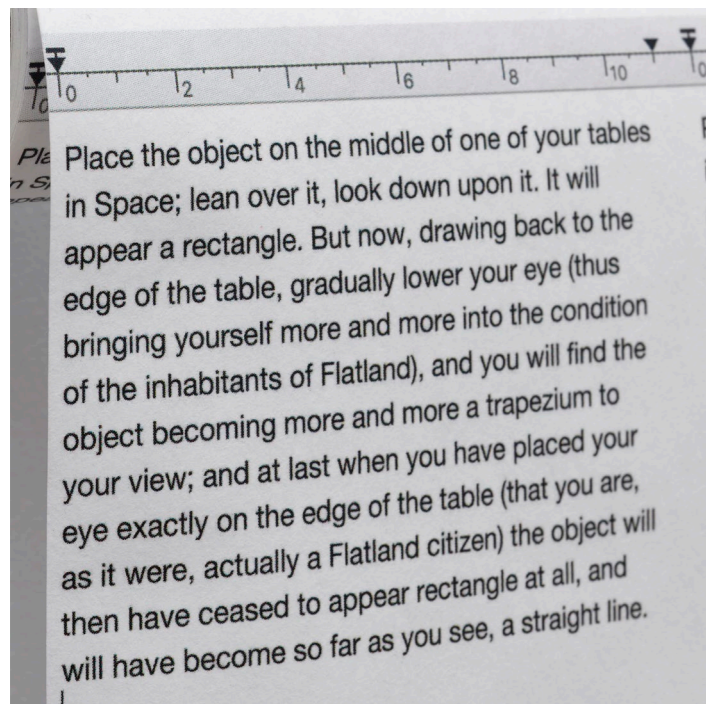 0 2 4 6 8 10 0
Place the object on the middle of one of your tables
in Space; lean over it, look down upon it. It will
appear a rectangle. But now, drawing back to the
edge of the table, gradually lower your eye (thus
bringing yourself more and more into the condition
of the inhabitants of Flatland), and you will find the
object becoming more and more a trapezium to
your view; and at last when you have placed your
eye exactly on the edge of the table (that you are,
as it were, actually a Flatland citizen) the object will
then have ceased to appear rectangle at all, and
will have become so far as you see, a straight line.